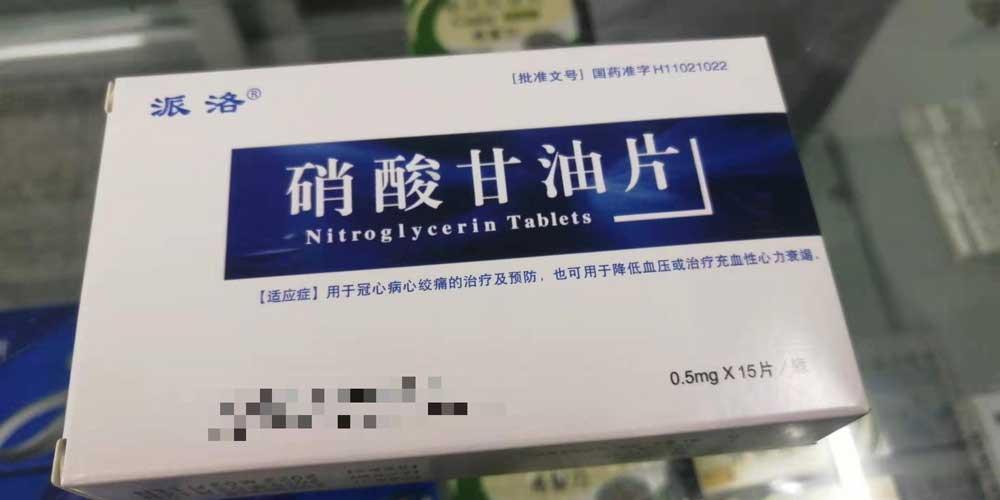 [批准文号] 国药准字H11021022
派洛®
硝酸甘油片
Nitroglycerin Tablets
【适应症】用于冠心病心绞痛的治疗及预防，也可用于降低血压或治疗充血性心力衰竭.
0.5mg X 15片/